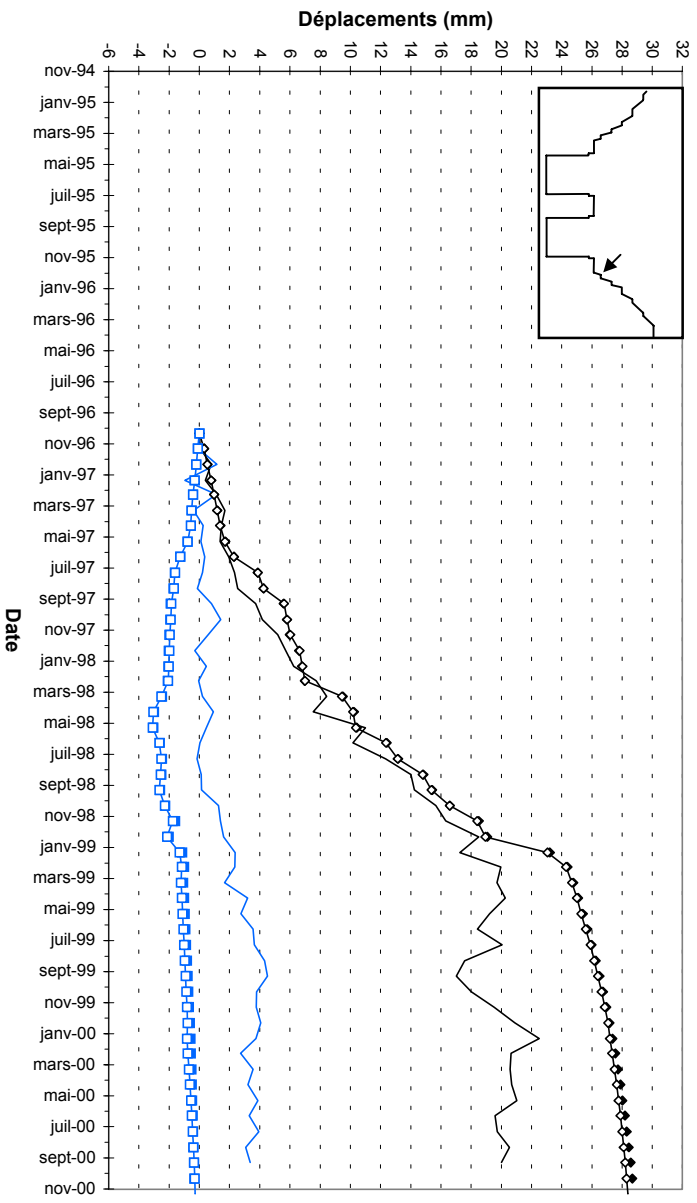 Déplacements (mm)
-6 -4 -2 0 2 4 6 8 10 12 14 16 18 20 22 24 26 28 30 32
nov-94
janv-95
mars-95
mai-95
juil-95
sept-95
nov-95
janv-96
mars-96
mai-96
juil-96
sept-96
nov-96
janv-97
mars-97
mai-97
juil-97
sept-97
nov-97
janv-98
mars-98
mai-98
juil-98
sept-98
nov-98
janv-99
mars-99
mai-99
juil-99
sept-99
nov-99
janv-00
mars-00
mai-00
juil-00
sept-00
nov-00
Date